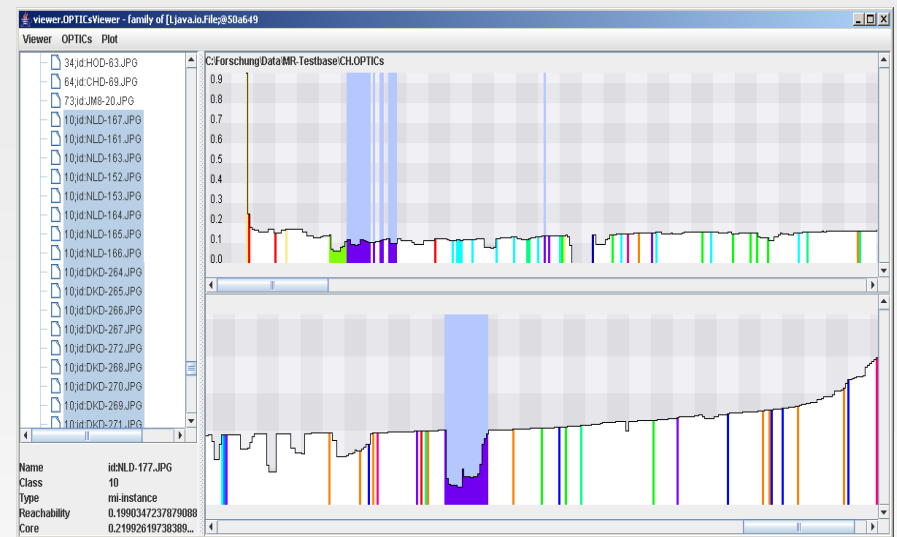 viewer.OPTICsViewer - family of [Ljava.io.File;@50a649
Viewer OPTICs Plot
34;id:HOD-63.JPG
64;id:CHD-69.JPG
73;id:JM8-20.JPG
10;id:NLD-167.JPG
10;id:NLD-161.JPG
10;id:NLD-163.JPG
10;id:NLD-152.JPG
10;id:NLD-153.JPG
10;id:NLD-164.JPG
10;id:NLD-165.JPG
10;id:NLD-166.JPG
10;id:DKD-264.JPG
10;id:DKD-265.JPG
10;id:DKD-266.JPG
10;id:DKD-267.JPG
10;id:DKD-272.JPG
10;id:DKD-268.JPG
10;id:DKD-270.JPG
10;id:DKD-269.JPG
10;id:DKD-271.JPG
Name id:NLD-177.JPG
Class 10
Type mi-instance
Reachability 0.1990347237879088
Core 0.21992619738389...
C:\Forschung\Data\MR-Testbase\CH.OPTICs
0.9
0.8
0.7
0.6
0.5
0.4
0.3
0.2
0.1
0.0